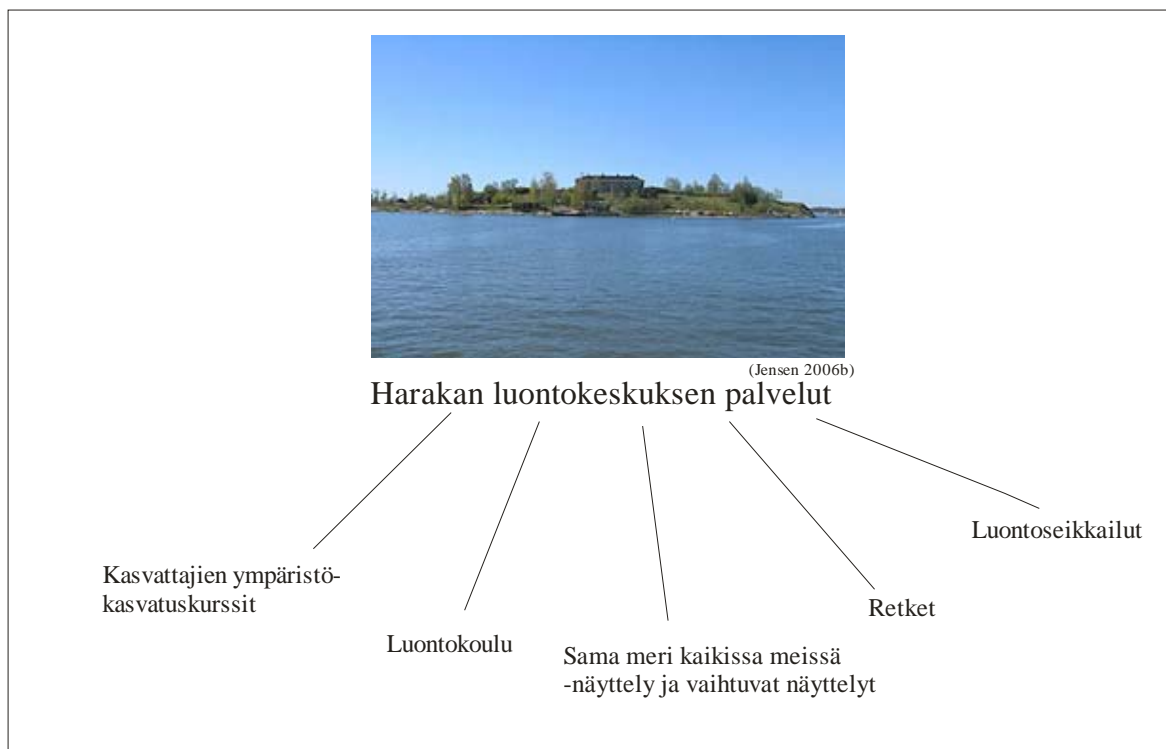 (Jensen 2006b)
Harakan luontokeskuksen palvelut
Kasvattajien ympäristö-
kasvatuskurssit
Luontokoulu
Sama meri kaikissa meissä
-näyttely ja vaihtuvat näyttelyt
Retket
Luontoseikkailut